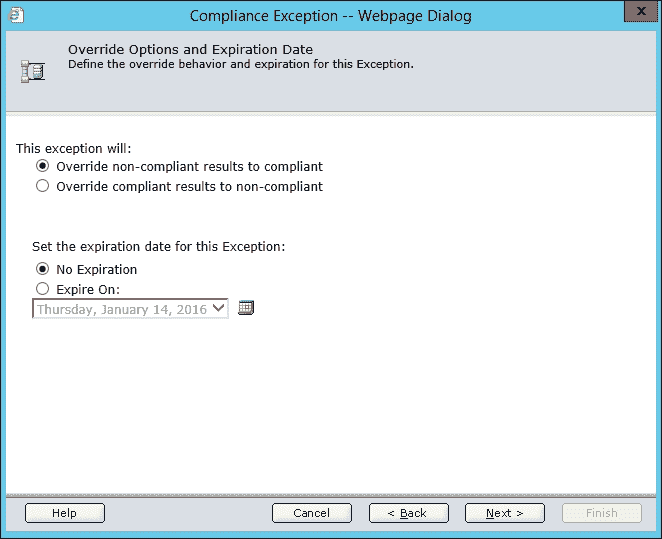 Compliance Exception -- Webpage Dialog
x
Override Options and Expiration Date
Define the override behavior and expiration for this Exception.
This exception will:
Override non-compliant results to compliant
Override compliant results to non-compliant
Set the expiration date for this Exception:
No Expiration
Expire On:
Thursday, January 14, 2016
Help Cancel < Back Next > Finish